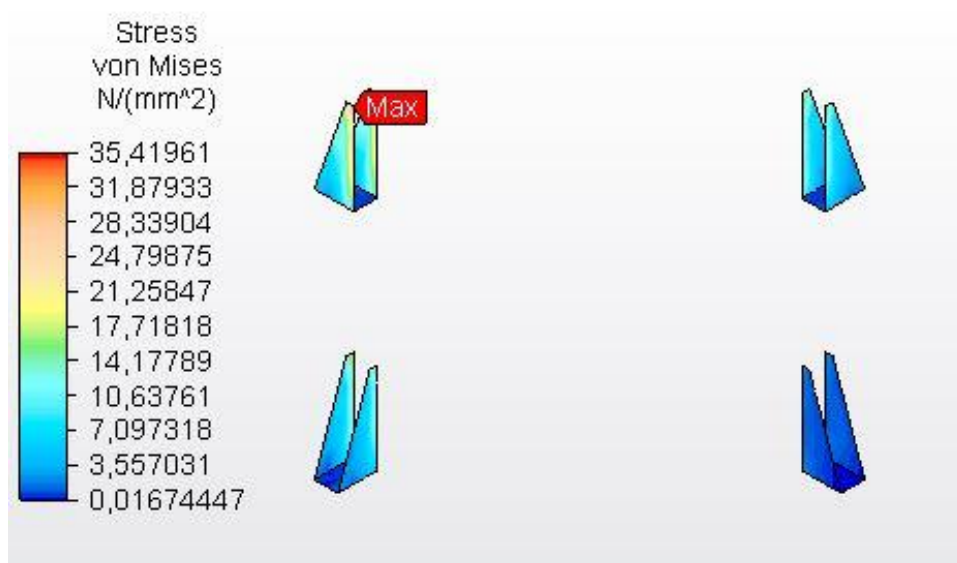 Stress
von Mises
N/(mm^2)
Max
35,41961
31,87933
28,33904
24,79875
21,25847
17,71818
14,17789
10,63761
7,097318
3,557031
0,01674447